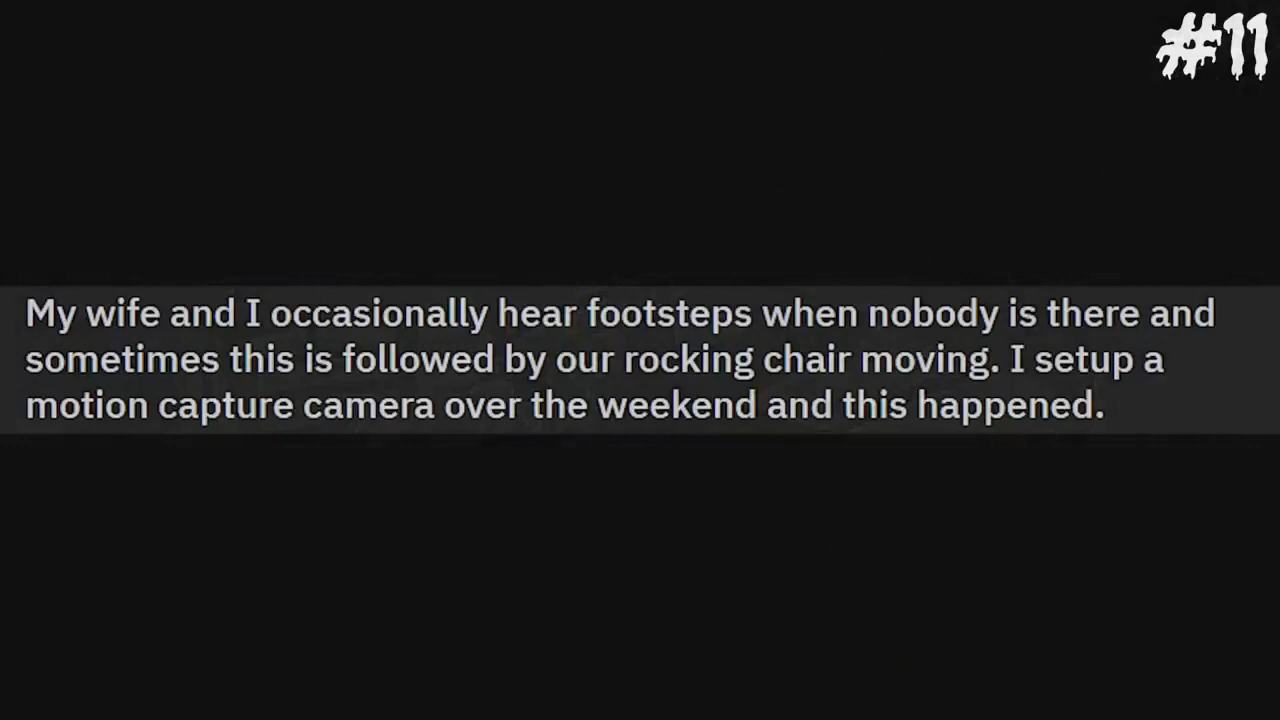 #11
My wife and I occasionally hear footsteps when nobody is there and
sometimes this is followed by our rocking chair moving. I setup a
motion capture camera over the weekend and this happened.